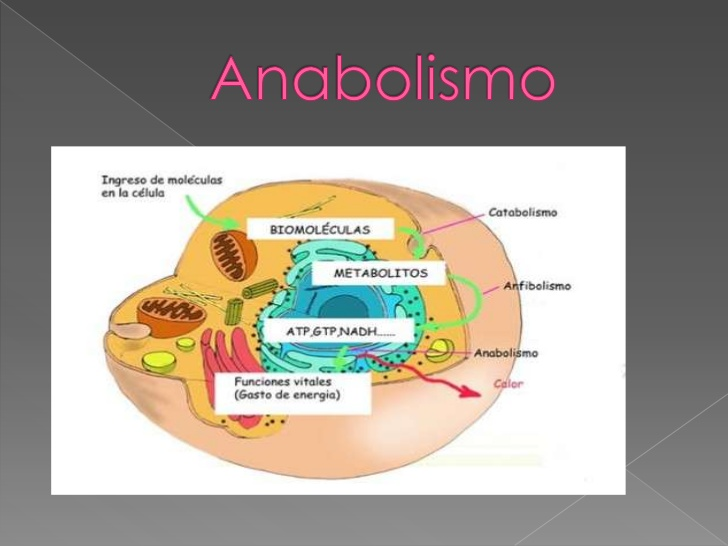 Anabolismo
Ingreso de moléculas
en la célula
BIOMOLÉCULAS
Catabolismo
METABOLITOS
Anfibolismo
ATP,GTP,NADH......
Anabolismo
Funciones vitales
(Gasto de energia)
Calor